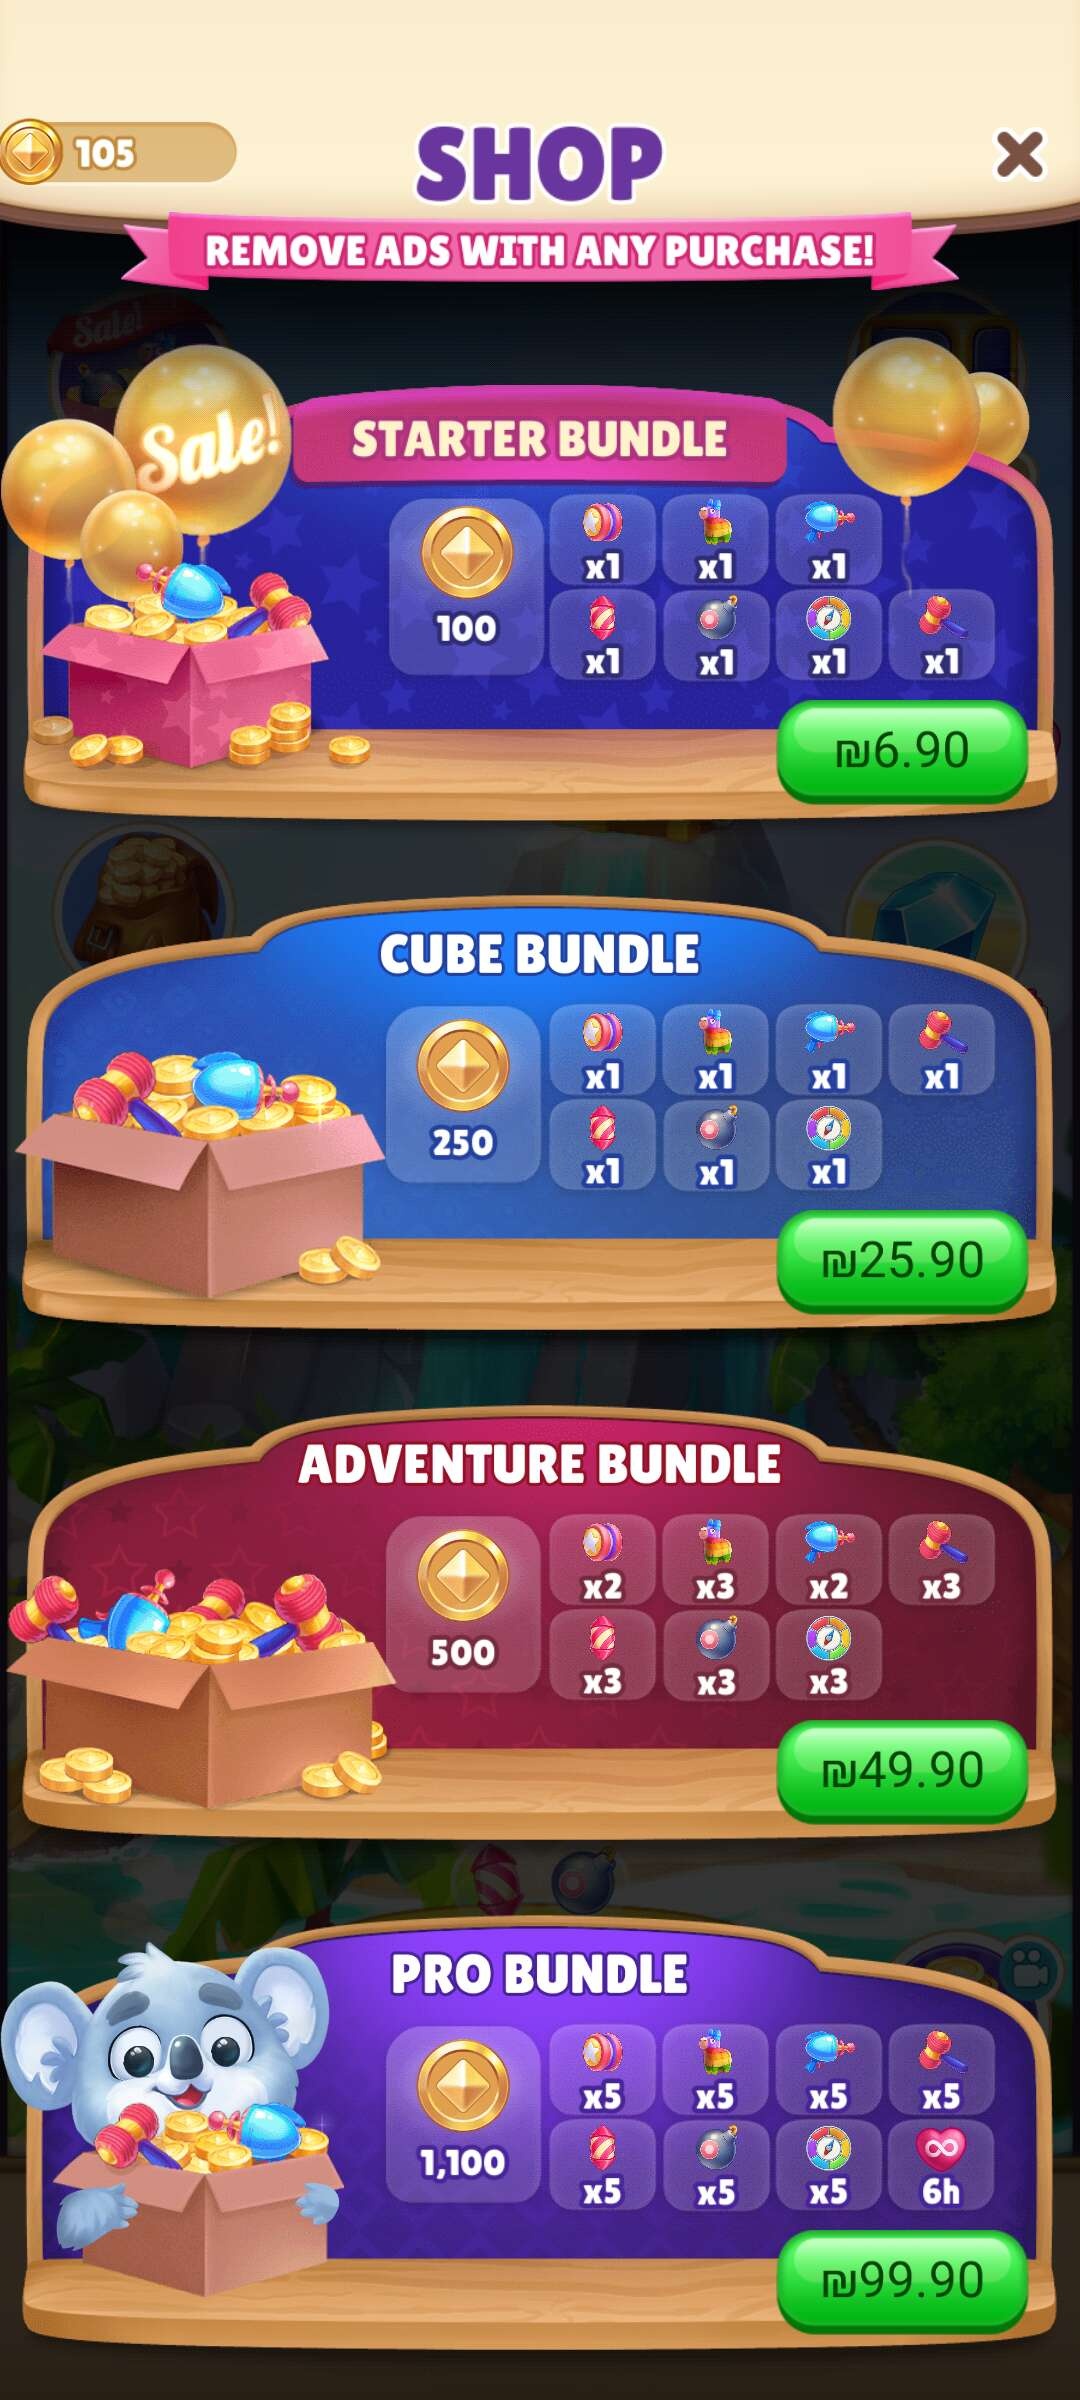 105
SHOP
REMOVE ADS WITH ANY PURCHASE!
Sale!
Sale!
STARTER BUNDLE
100
x1 x1 x1
x1 x1 x1 x1
₪6.90
CUBE BUNDLE
250
x1 x1 x1 x1
x1 x1 x1
₪25.90
ADVENTURE BUNDLE
500
x2 x3 x2 x3
x3 x3 x3
₪49.90
PRO BUNDLE
1,100
x5 x5 x5 x5
x5 x5 x5 6h
₪99.90